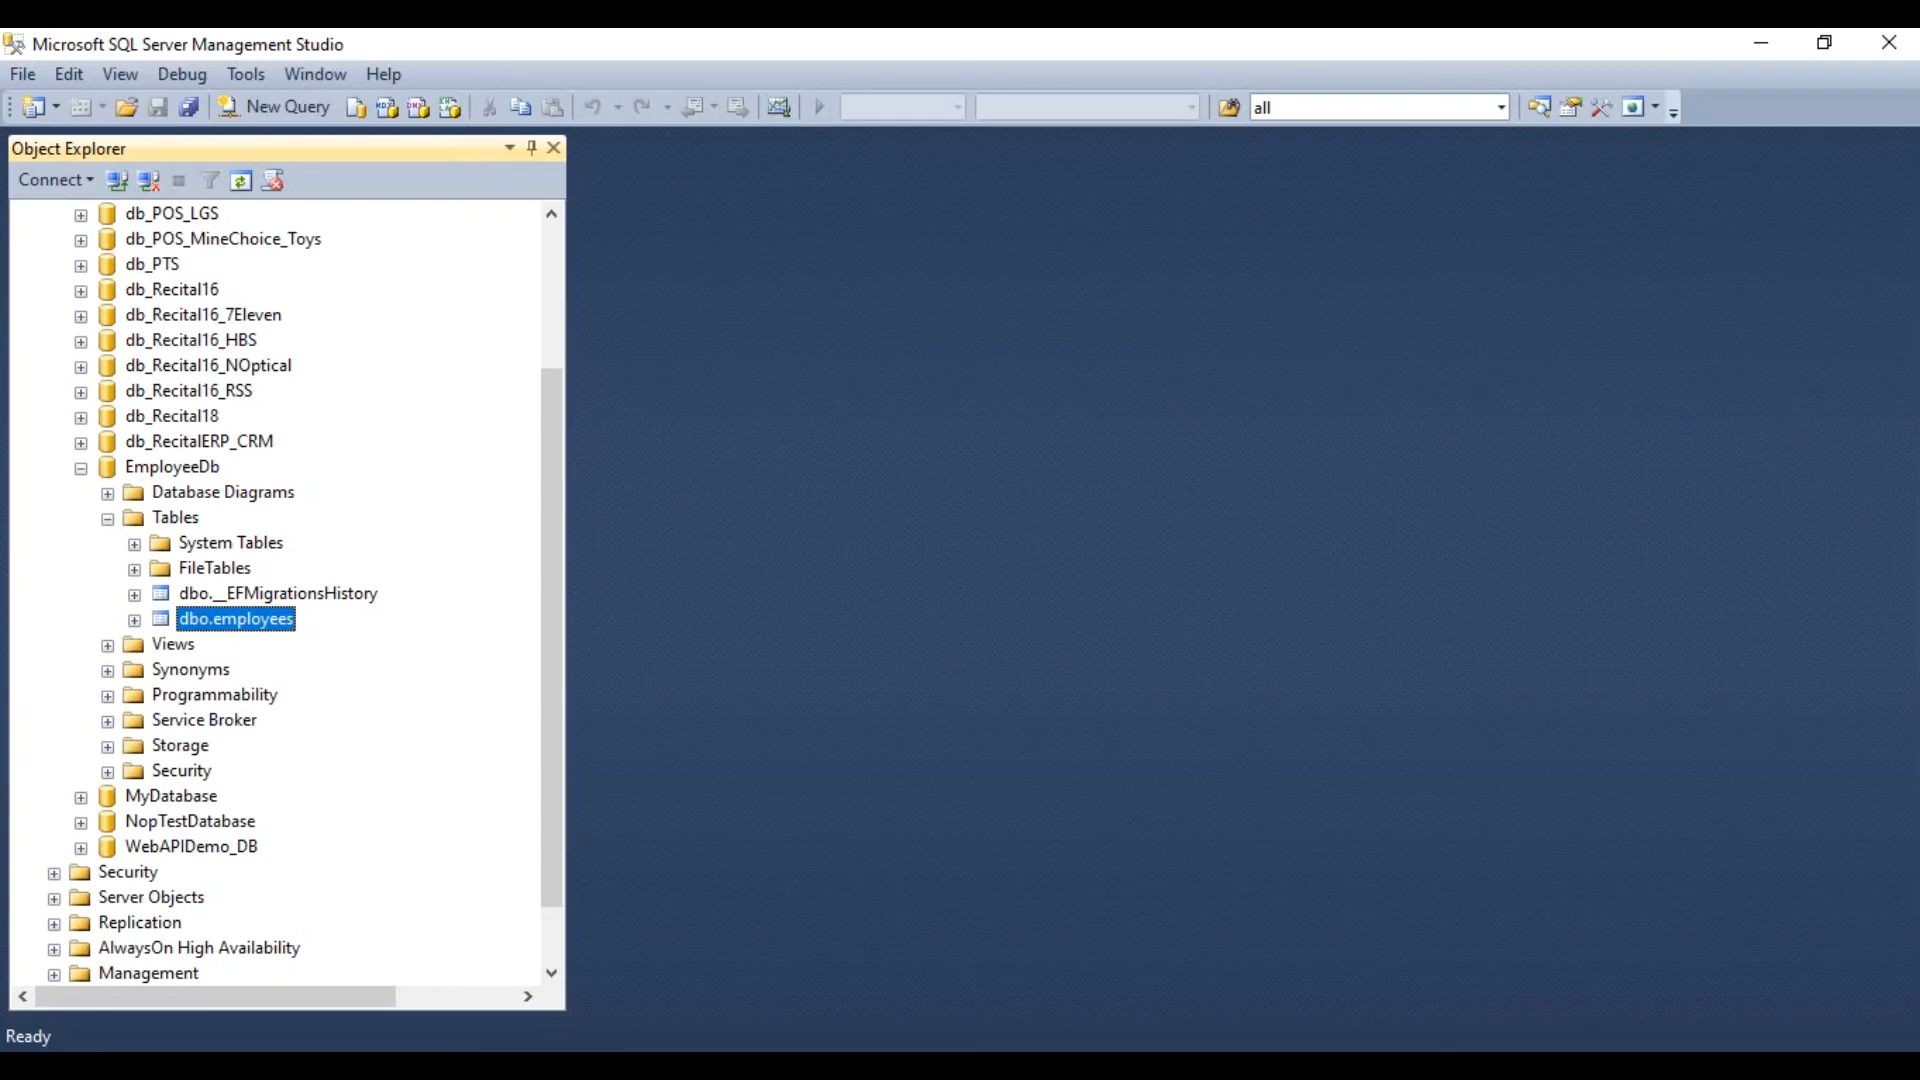 Microsoft SQL Server Management Studio
File Edit View Debug Tools Window Help
New Query all
Object Explorer
Connect
db_POS_LGS
db_POS_MineChoice_Toys
db_PTS
db_Recital16
db_Recital16_7Eleven
db_Recital16_HBS
db_Recital16_NOptical
db_Recital16_RSS
db_Recital18
db_RecitalERP_CRM
EmployeeDb
Database Diagrams
Tables
System Tables
FileTables
dbo.__EFMigrationsHistory
dbo.employees
Views
Synonyms
Programmability
Service Broker
Storage
Security
MyDatabase
NopTestDatabase
WebAPIDemo_DB
Security
Server Objects
Replication
AlwaysOn High Availability
Management
Ready